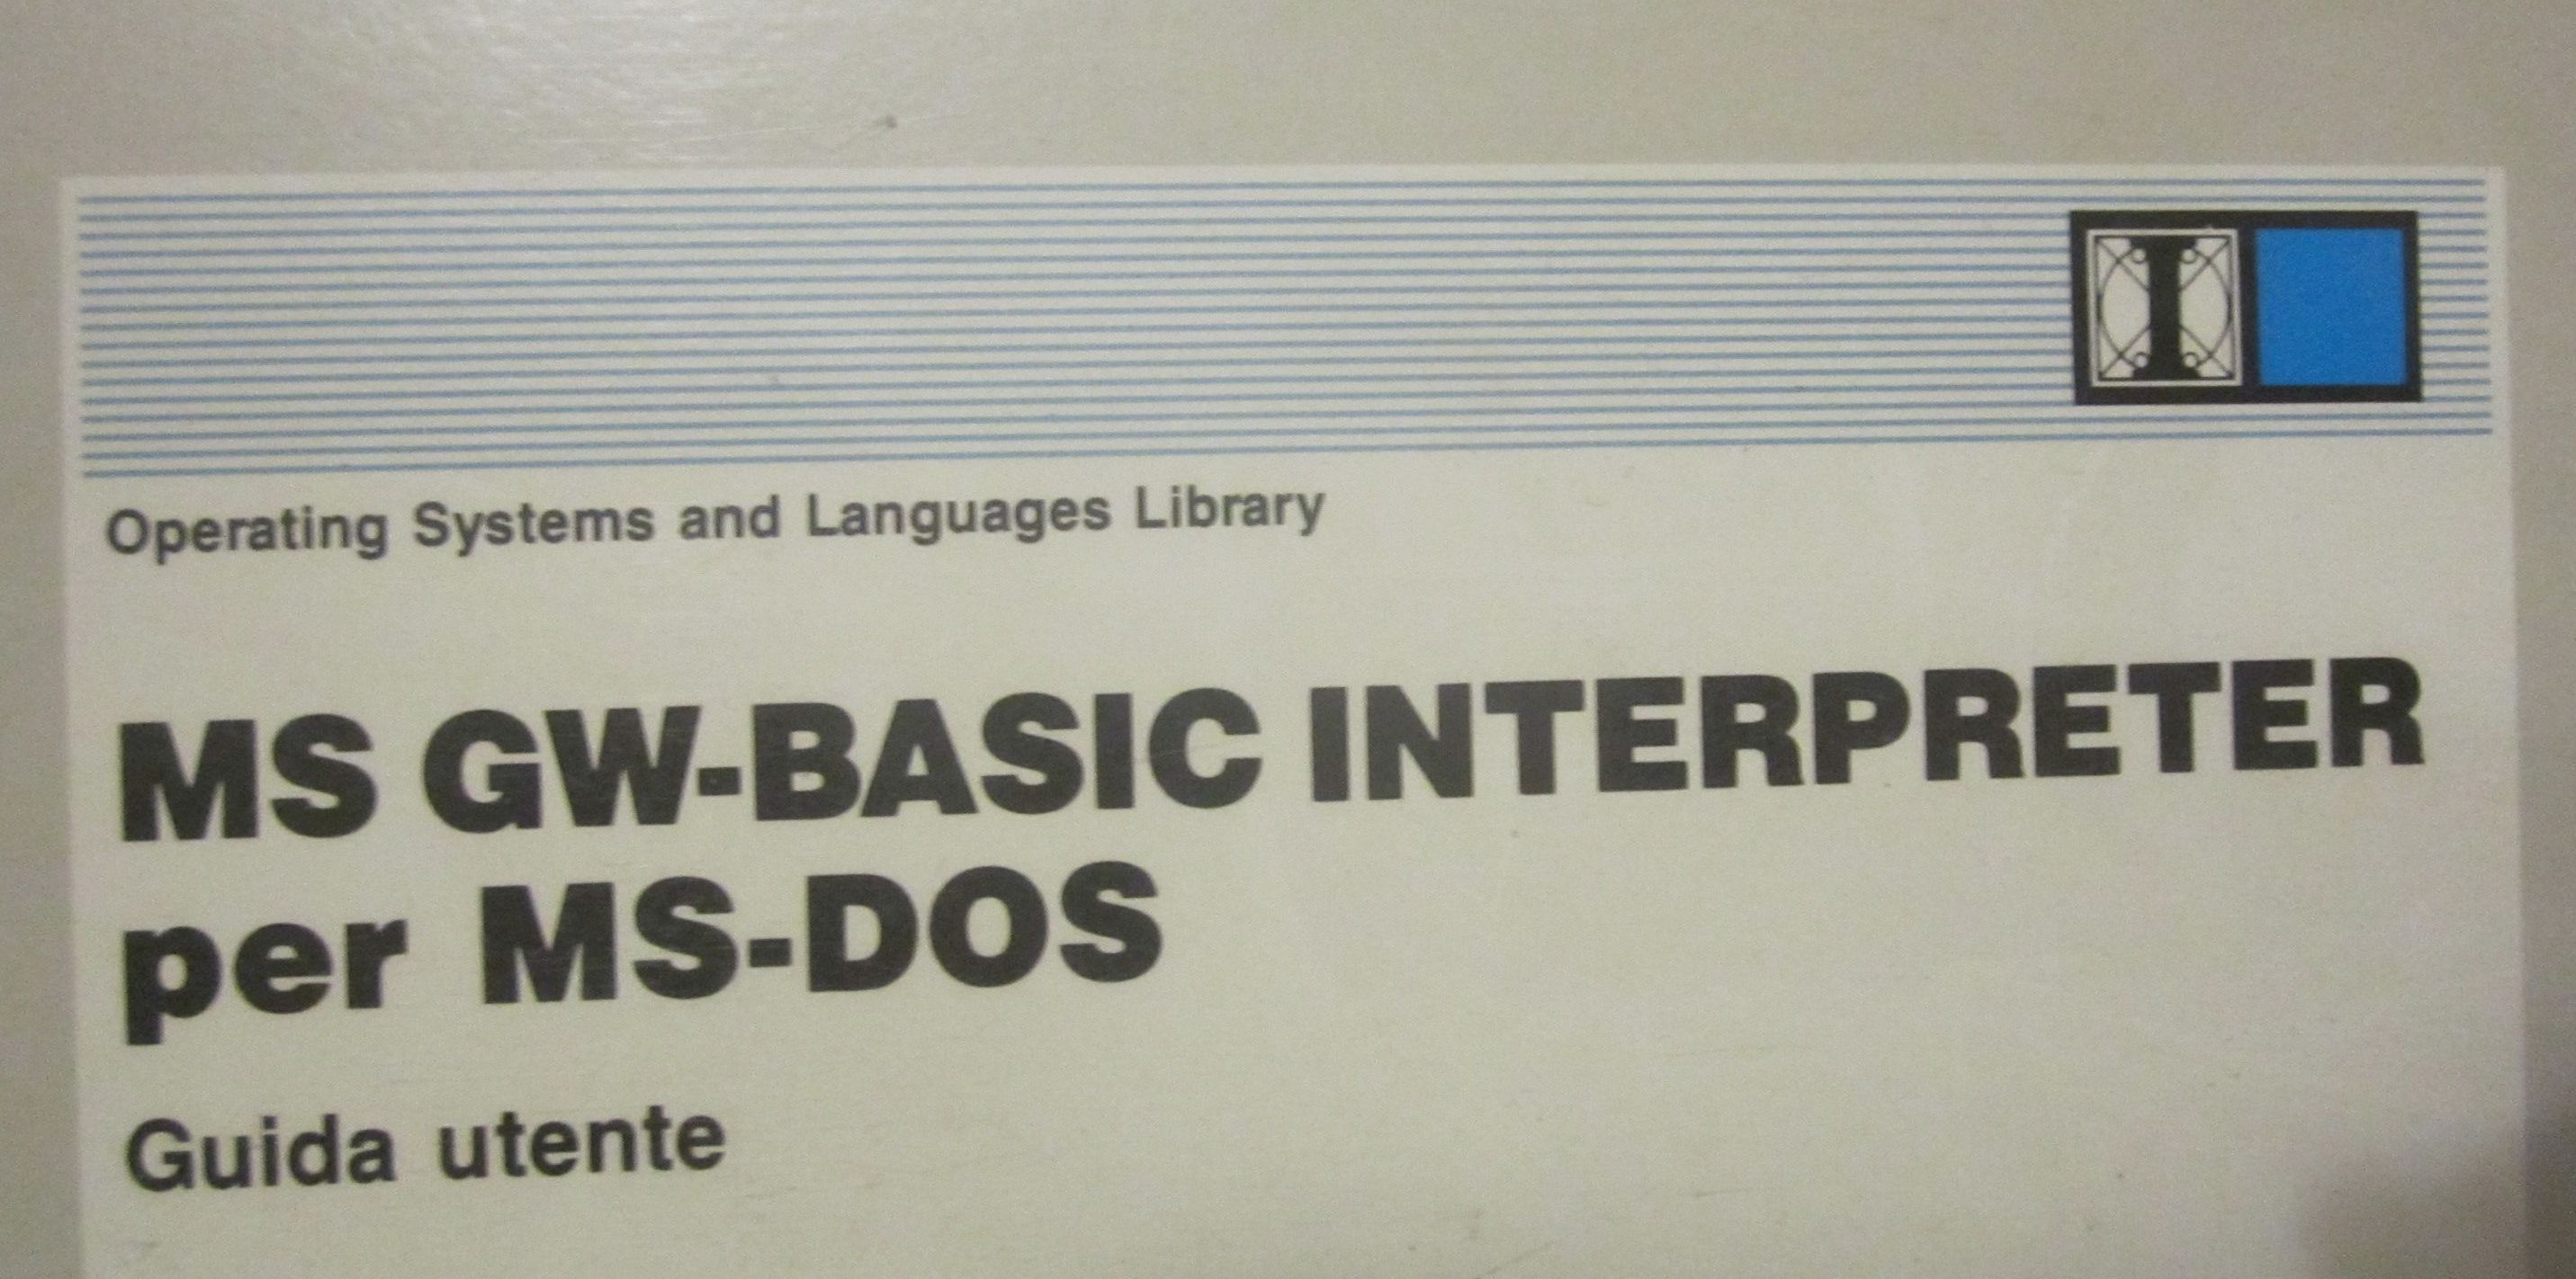 I
Operating Systems and Languages Library
MS GW-BASIC INTERPRETER
per MS-DOS
Guida utente